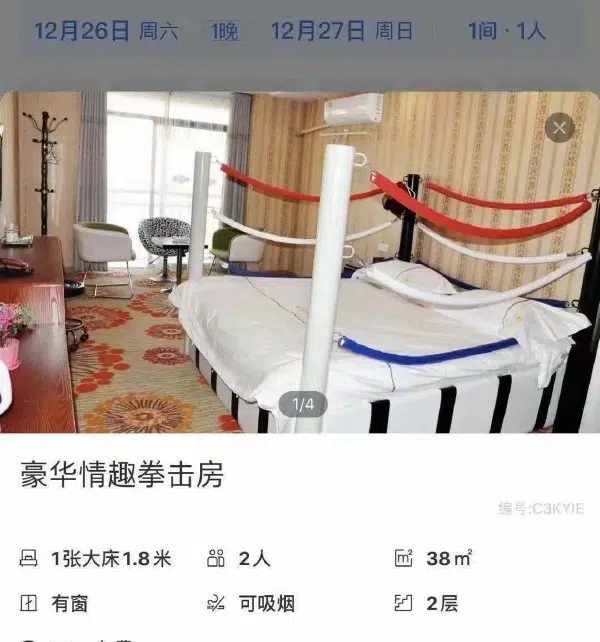 12月26日 周六 1晚 12月27日 周日 1间·1人
1/4
豪华情趣拳击房
编号:C3KYIE
1张大床1.8米 2人 38㎡
有窗 可吸烟 2层